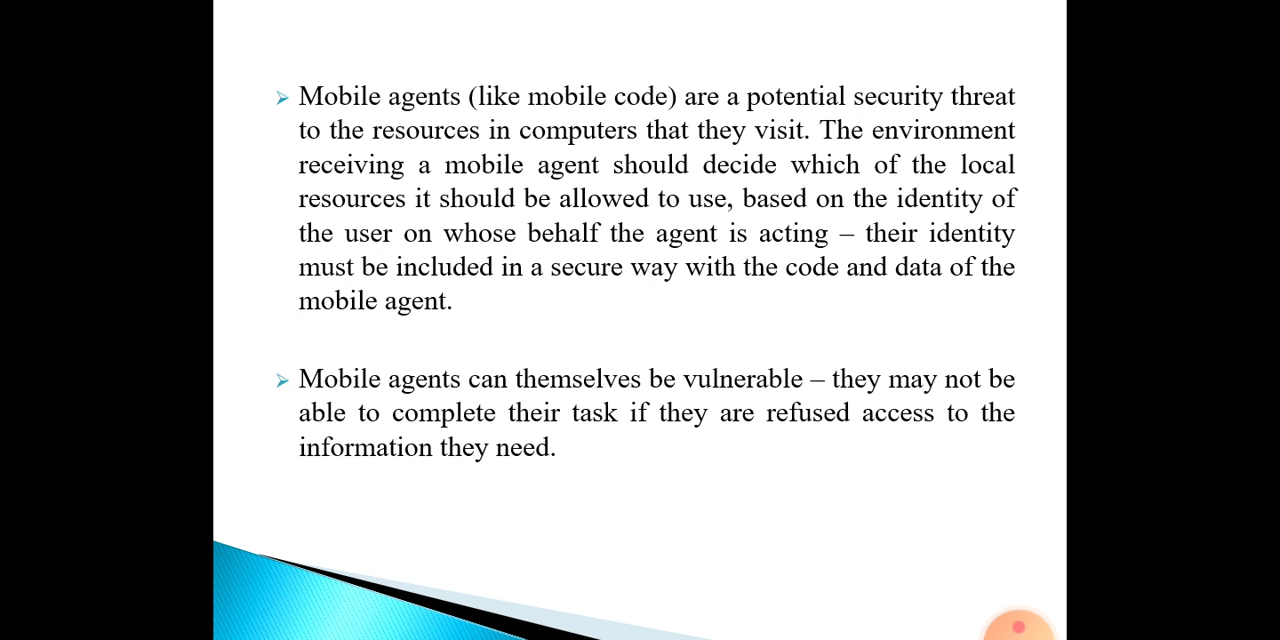 Mobile agents (like mobile code) are a potential security threat
to the resources in computers that they visit. The environment
receiving a mobile agent should decide which of the local
resources it should be allowed to use, based on the identity of
the user on whose behalf the agent is acting – their identity
must be included in a secure way with the code and data of the
mobile agent.
Mobile agents can themselves be vulnerable – they may not be
able to complete their task if they are refused access to the
information they need.